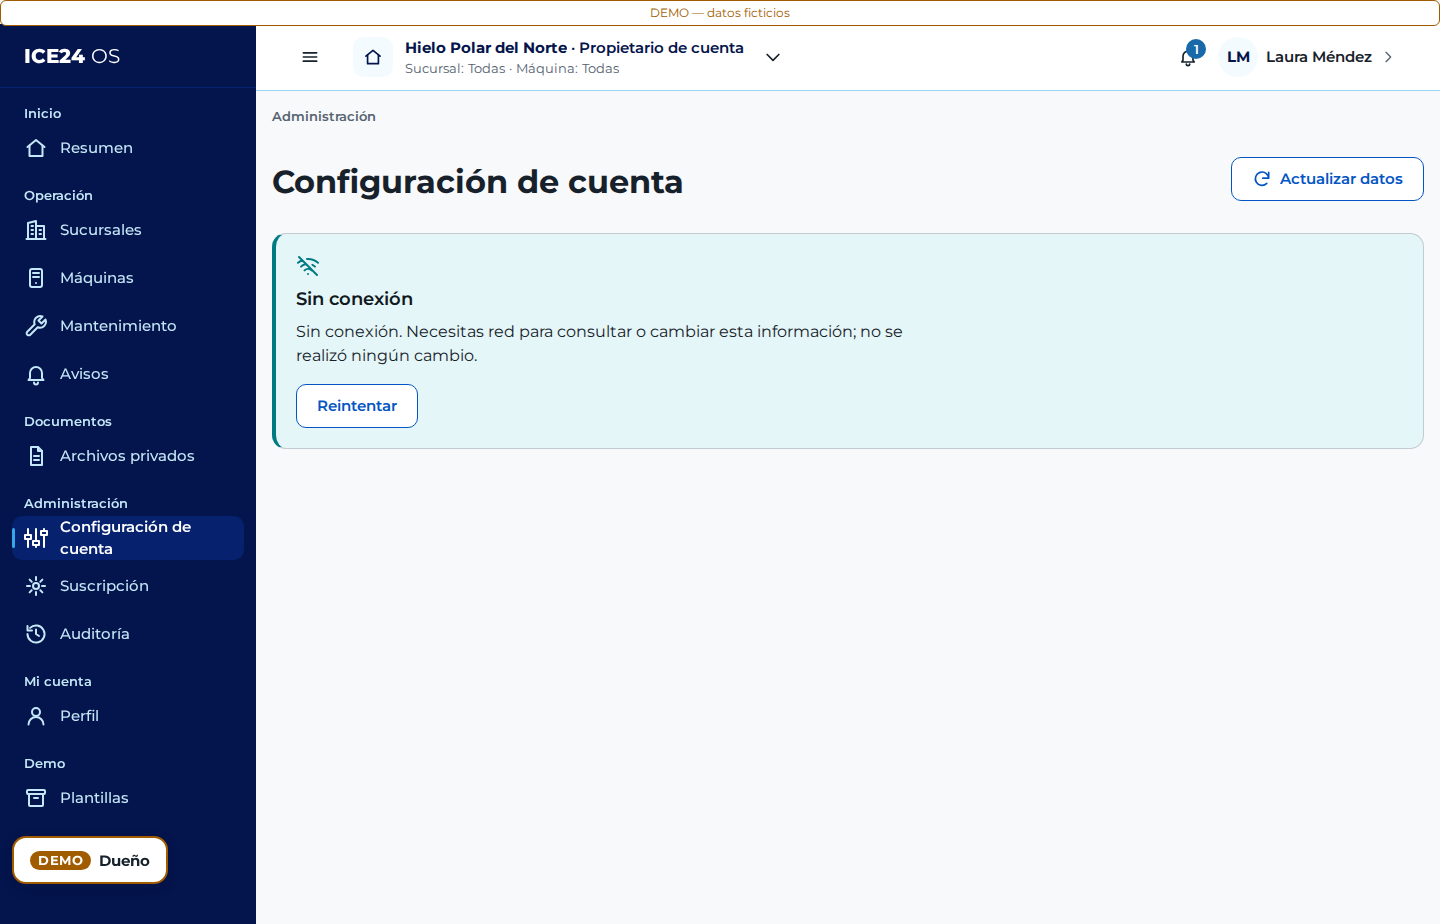 DEMO — datos ficticios
ICE24 OS
Inicio
Resumen
Operación
Sucursales
Máquinas
Mantenimiento
Avisos
Documentos
Archivos privados
Administración
Configuración de
cuenta
Suscripción
Auditoría
Mi cuenta
Perfil
Demo
Plantillas
DEMO Dueño
Hielo Polar del Norte · Propietario de cuenta
Sucursal: Todas · Máquina: Todas
1
LM Laura Méndez
Administración
Configuración de cuenta
Actualizar datos
Sin conexión
Sin conexión. Necesitas red para consultar o cambiar esta información; no se
realizó ningún cambio.
Reintentar